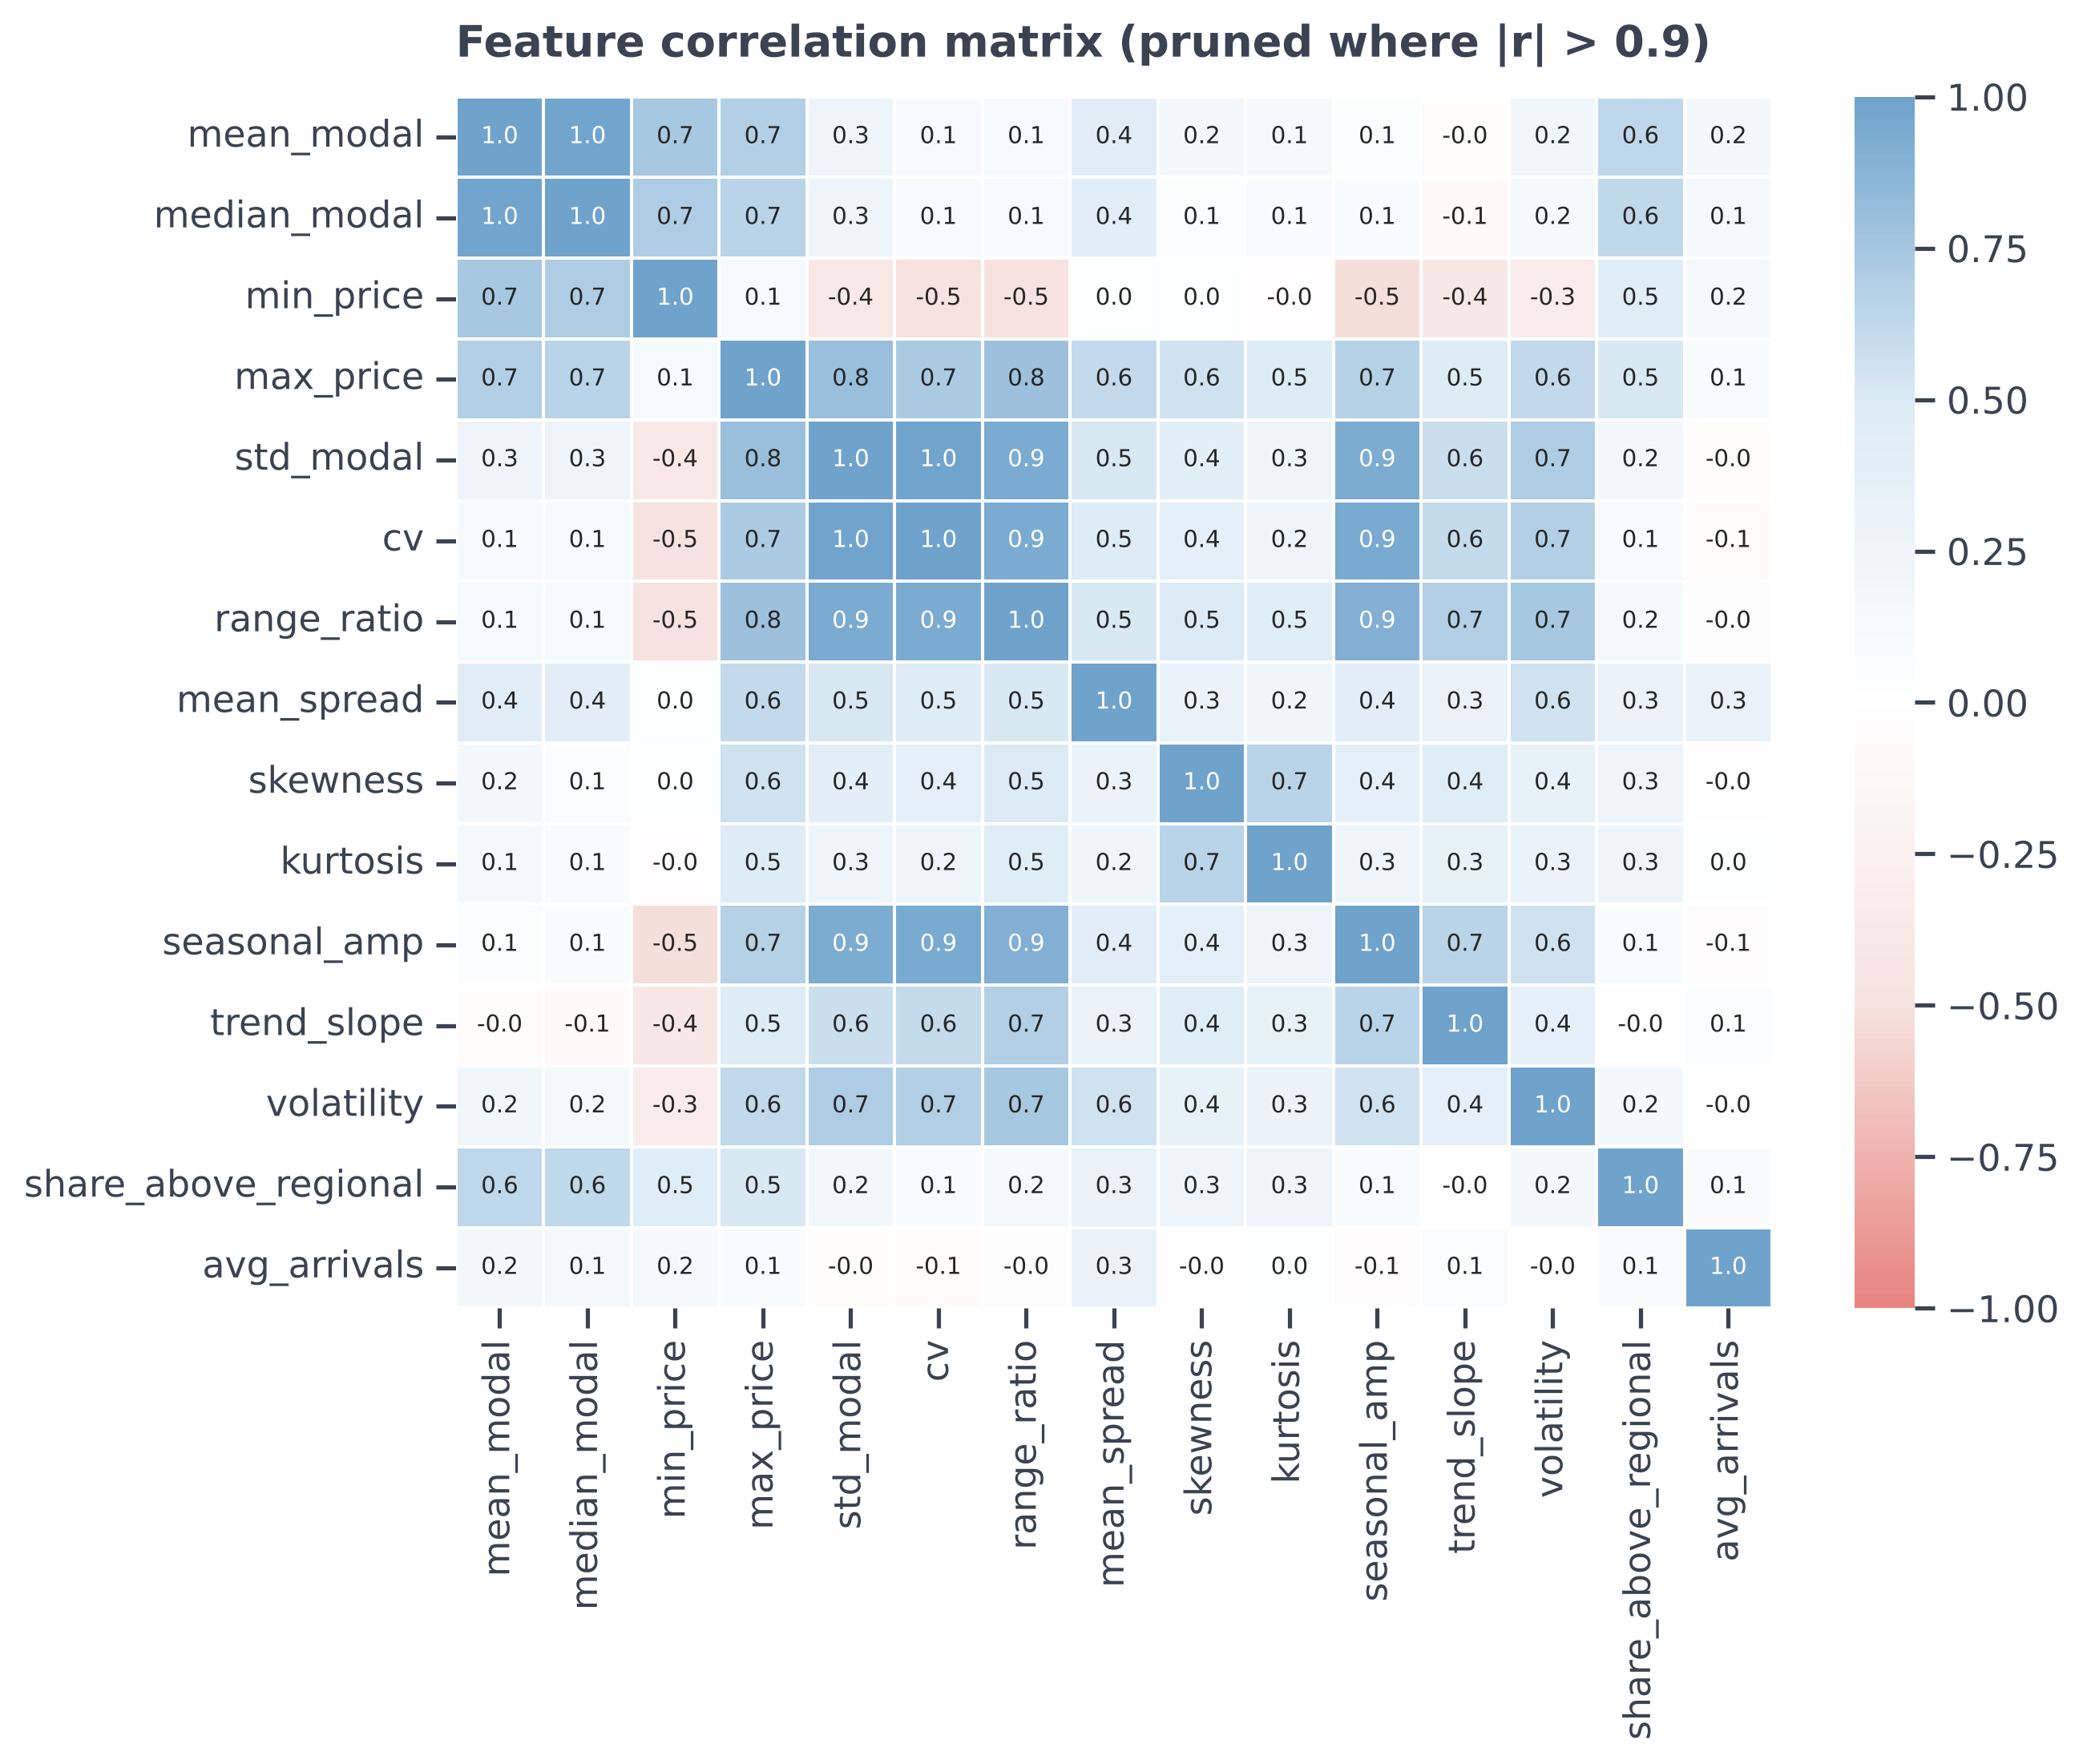 Feature correlation matrix (pruned where |r| > 0.9)
mean_modal 1.0 1.0 0.7 0.7 0.3 0.1 0.1 0.4 0.2 0.1 0.1 -0.0 0.2 0.6 0.2
median_modal 1.0 1.0 0.7 0.7 0.3 0.1 0.1 0.4 0.1 0.1 0.1 -0.1 0.2 0.6 0.1
min_price 0.7 0.7 1.0 0.1 -0.4 -0.5 -0.5 0.0 0.0 -0.0 -0.5 -0.4 -0.3 0.5 0.2
max_price 0.7 0.7 0.1 1.0 0.8 0.7 0.8 0.6 0.6 0.5 0.7 0.5 0.6 0.5 0.1
std_modal 0.3 0.3 -0.4 0.8 1.0 1.0 0.9 0.5 0.4 0.3 0.9 0.6 0.7 0.2 -0.0
cv 0.1 0.1 -0.5 0.7 1.0 1.0 0.9 0.5 0.4 0.2 0.9 0.6 0.7 0.1 -0.1
range_ratio 0.1 0.1 -0.5 0.8 0.9 0.9 1.0 0.5 0.5 0.5 0.9 0.7 0.7 0.2 -0.0
mean_spread 0.4 0.4 0.0 0.6 0.5 0.5 0.5 1.0 0.3 0.2 0.4 0.3 0.6 0.3 0.3
skewness 0.2 0.1 0.0 0.6 0.4 0.4 0.5 0.3 1.0 0.7 0.4 0.4 0.4 0.3 -0.0
kurtosis 0.1 0.1 -0.0 0.5 0.3 0.2 0.5 0.2 0.7 1.0 0.3 0.3 0.3 0.3 0.0
seasonal_amp 0.1 0.1 -0.5 0.7 0.9 0.9 0.9 0.4 0.4 0.3 1.0 0.7 0.6 0.1 -0.1
trend_slope -0.0 -0.1 -0.4 0.5 0.6 0.6 0.7 0.3 0.4 0.3 0.7 1.0 0.4 -0.0 0.1
volatility 0.2 0.2 -0.3 0.6 0.7 0.7 0.7 0.6 0.4 0.3 0.6 0.4 1.0 0.2 -0.0
share_above_regional 0.6 0.6 0.5 0.5 0.2 0.1 0.2 0.3 0.3 0.3 0.1 -0.0 0.2 1.0 0.1
avg_arrivals 0.2 0.1 0.2 0.1 -0.0 -0.1 -0.0 0.3 -0.0 0.0 -0.1 0.1 -0.0 0.1 1.0
mean_modal
median_modal
min_price
max_price
std_modal
cv
range_ratio
mean_spread
skewness
kurtosis
seasonal_amp
trend_slope
volatility
share_above_regional
avg_arrivals
1.00
0.75
0.50
0.25
0.00
−0.25
−0.50
−0.75
−1.00